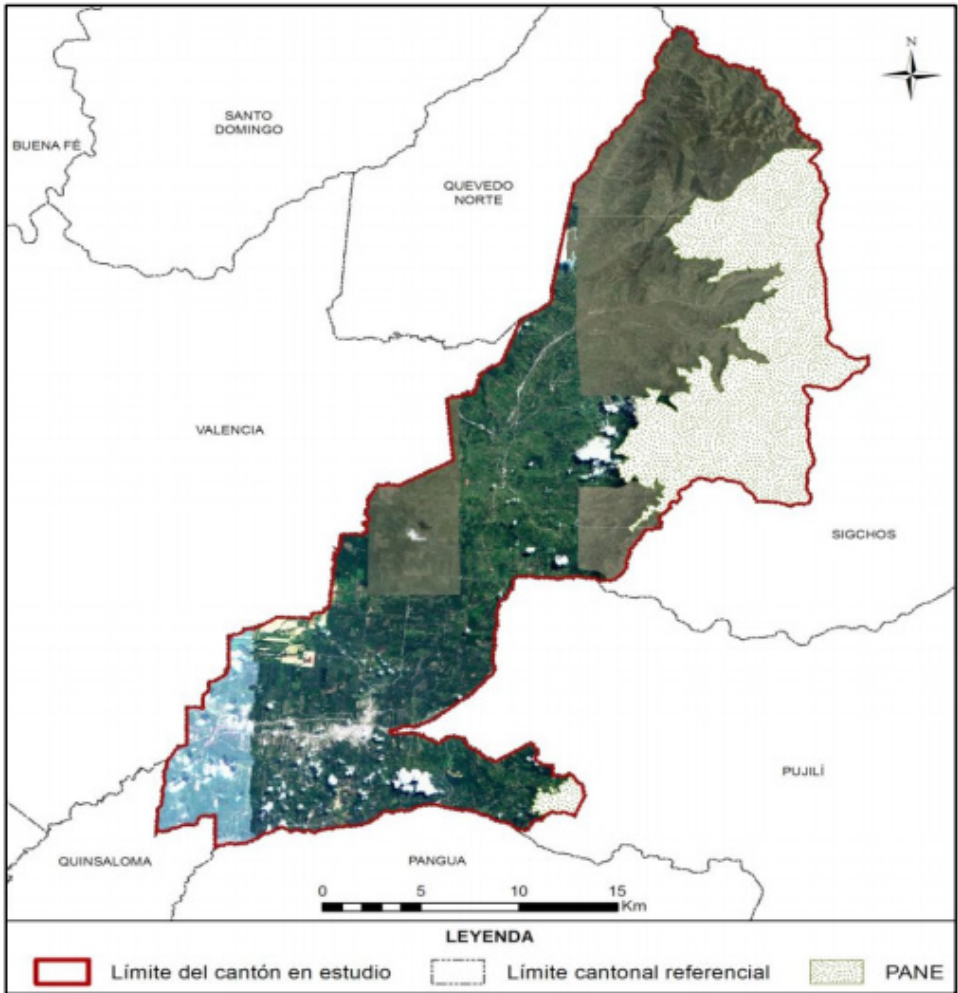 N
SANTO
DOMINGO
BUENA FÉ
QUEVEDO
NORTE
VALENCIA
SIGCHOS
PUJILÍ
QUINSALOMA
PANGUA
0 5 10 15
Km
LEYENDA
Límite del cantón en estudio
Límite cantonal referencial
PANE